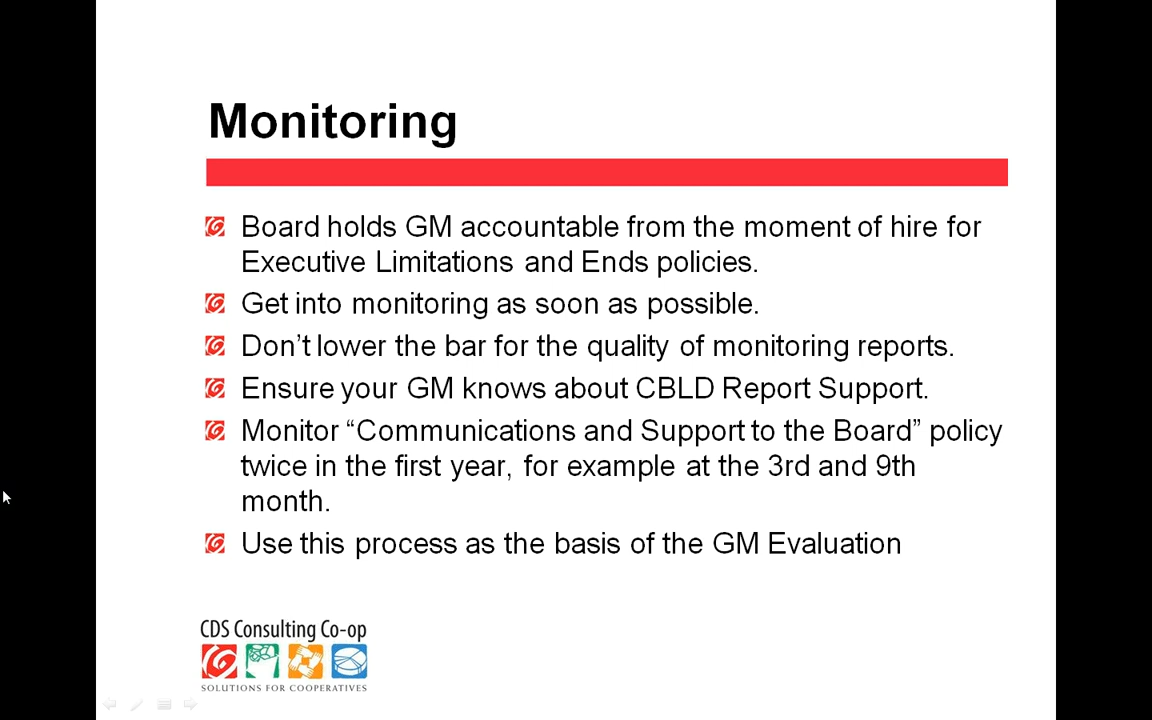 Monitoring
Board holds GM accountable from the moment of hire for
Executive Limitations and Ends policies.
Get into monitoring as soon as possible.
Don’t lower the bar for the quality of monitoring reports.
Ensure your GM knows about CBLD Report Support.
Monitor “Communications and Support to the Board” policy
twice in the first year, for example at the 3rd and 9th
month.
Use this process as the basis of the GM Evaluation
CDS Consulting Co-op
SOLUTIONS FOR COOPERATIVES